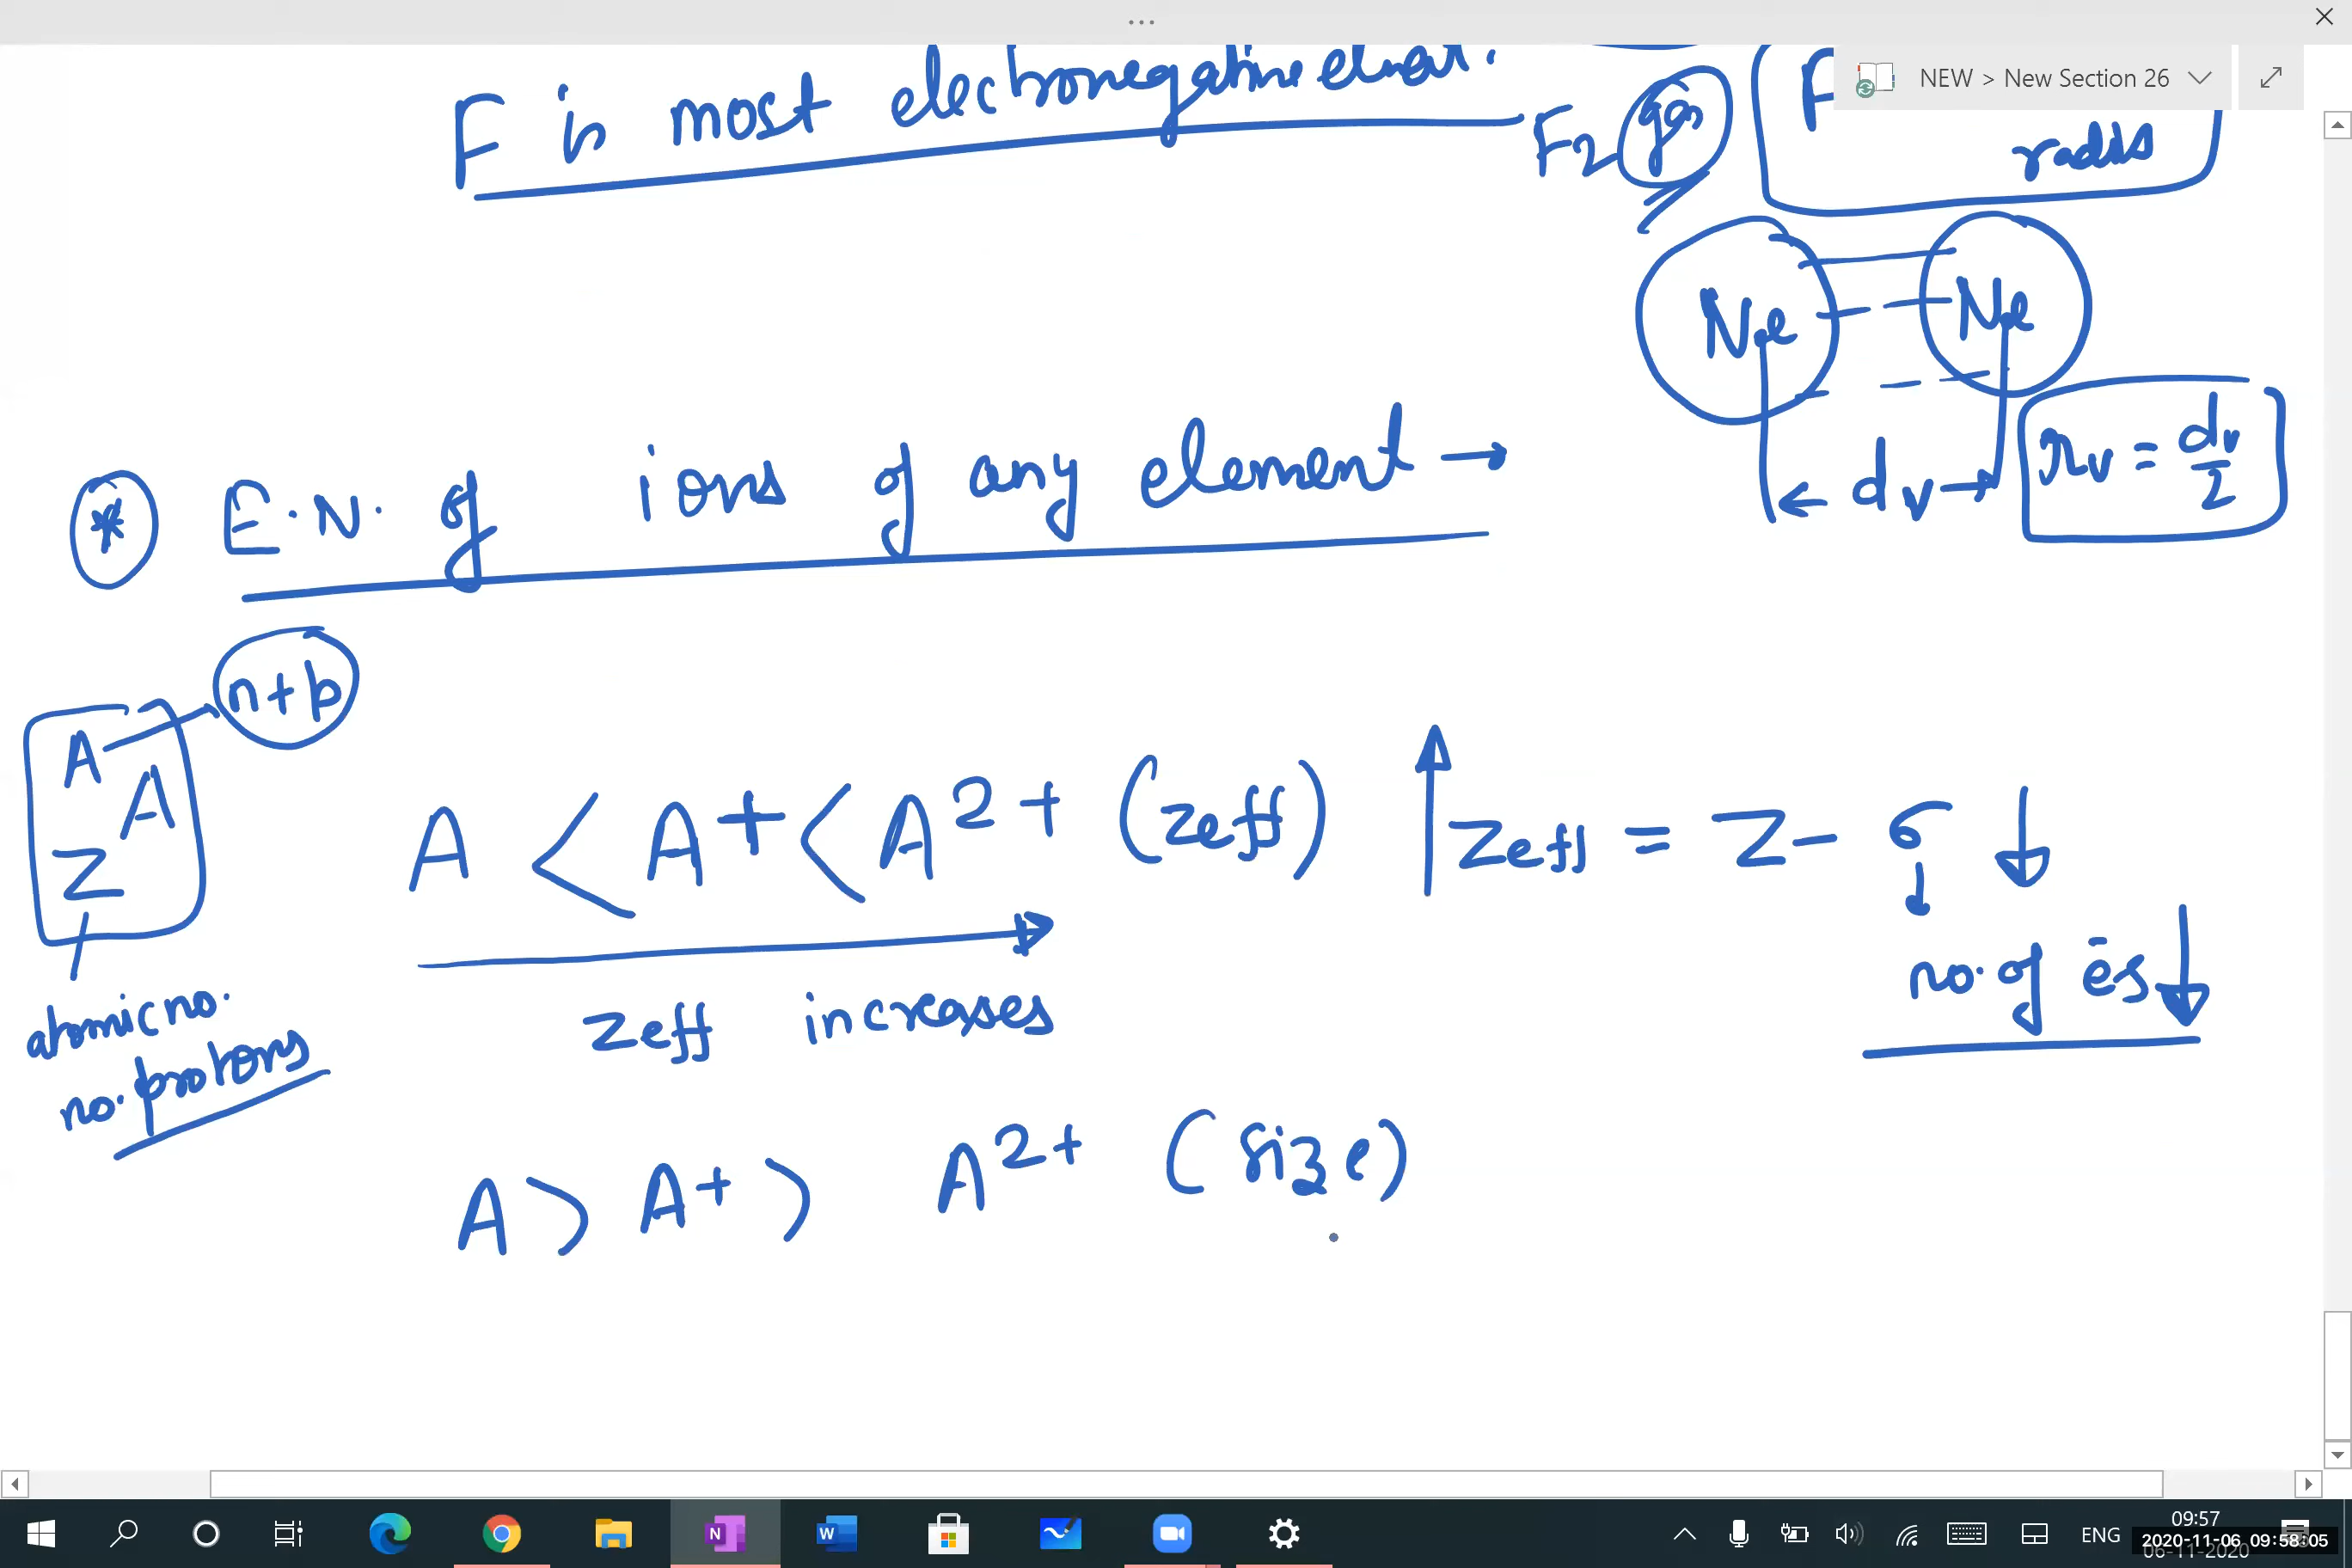 NEW > New Section 26
F is most electronegative element.
F2 gas
radius
Ne Ne
dv
rv = dv/2
* E.N. of ions of any element →
n+p
A
A
Z
atomic no.
no. protons
A < A+ < A2+ (zeff)
zeff increases
↑ Zeff = Z - σ ↓
no. of ēs ↓
A > A+ > A2+ (size)
ENG
09:57
2020-11-06 09:58:05
06-11-2020